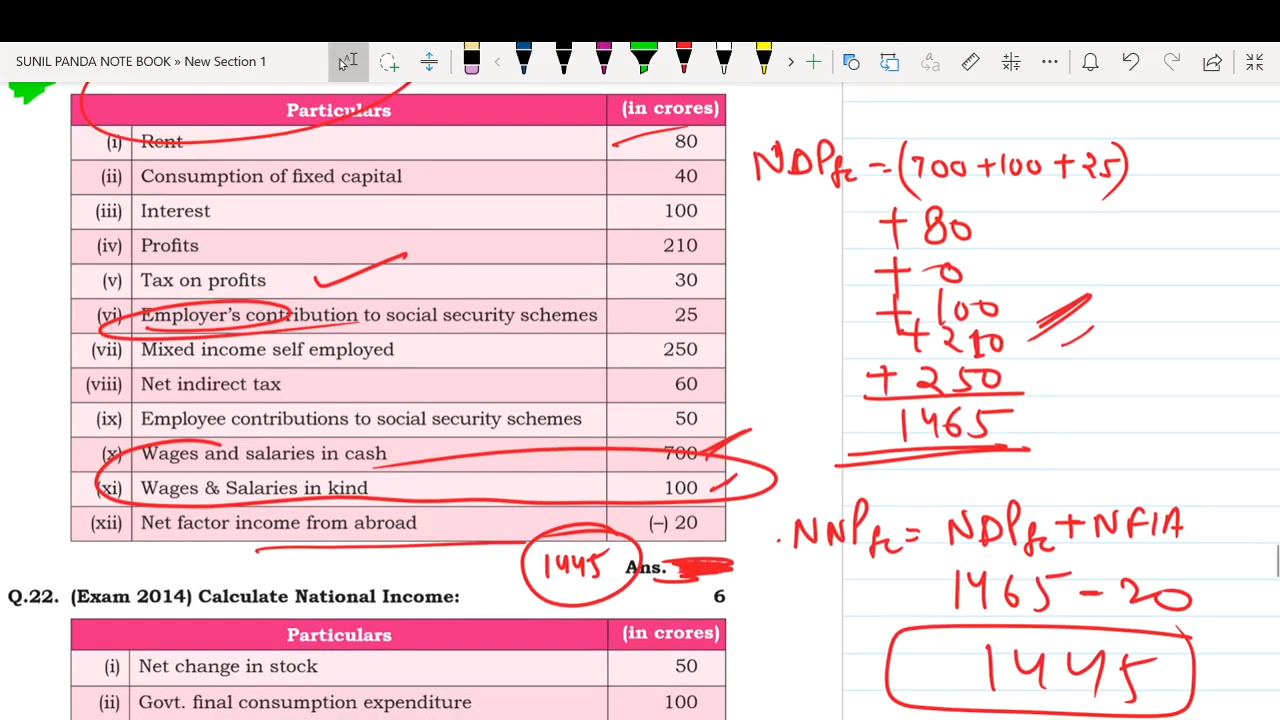 SUNIL PANDA NOTE BOOK » New Section 1
Particulars (in crores)
(i) Rent 80
(ii) Consumption of fixed capital 40
(iii) Interest 100
(iv) Profits 210
(v) Tax on profits 30
(vi) Employer's contribution to social security schemes 25
(vii) Mixed income self employed 250
(viii) Net indirect tax 60
(ix) Employee contributions to social security schemes 50
(x) Wages and salaries in cash 700
(xi) Wages & Salaries in kind 100
(xii) Net factor income from abroad (–) 20
1445 Ans.
Q.22. (Exam 2014) Calculate National Income: 6
Particulars (in crores)
(i) Net change in stock 50
(ii) Govt. final consumption expenditure 100
NDPfc = (700 + 100 + 25)
+ 80
+ 0
+ 100
+ 210
+ 250
1465
NNPfc = NDPfc + NFIA
1465 - 20
1445